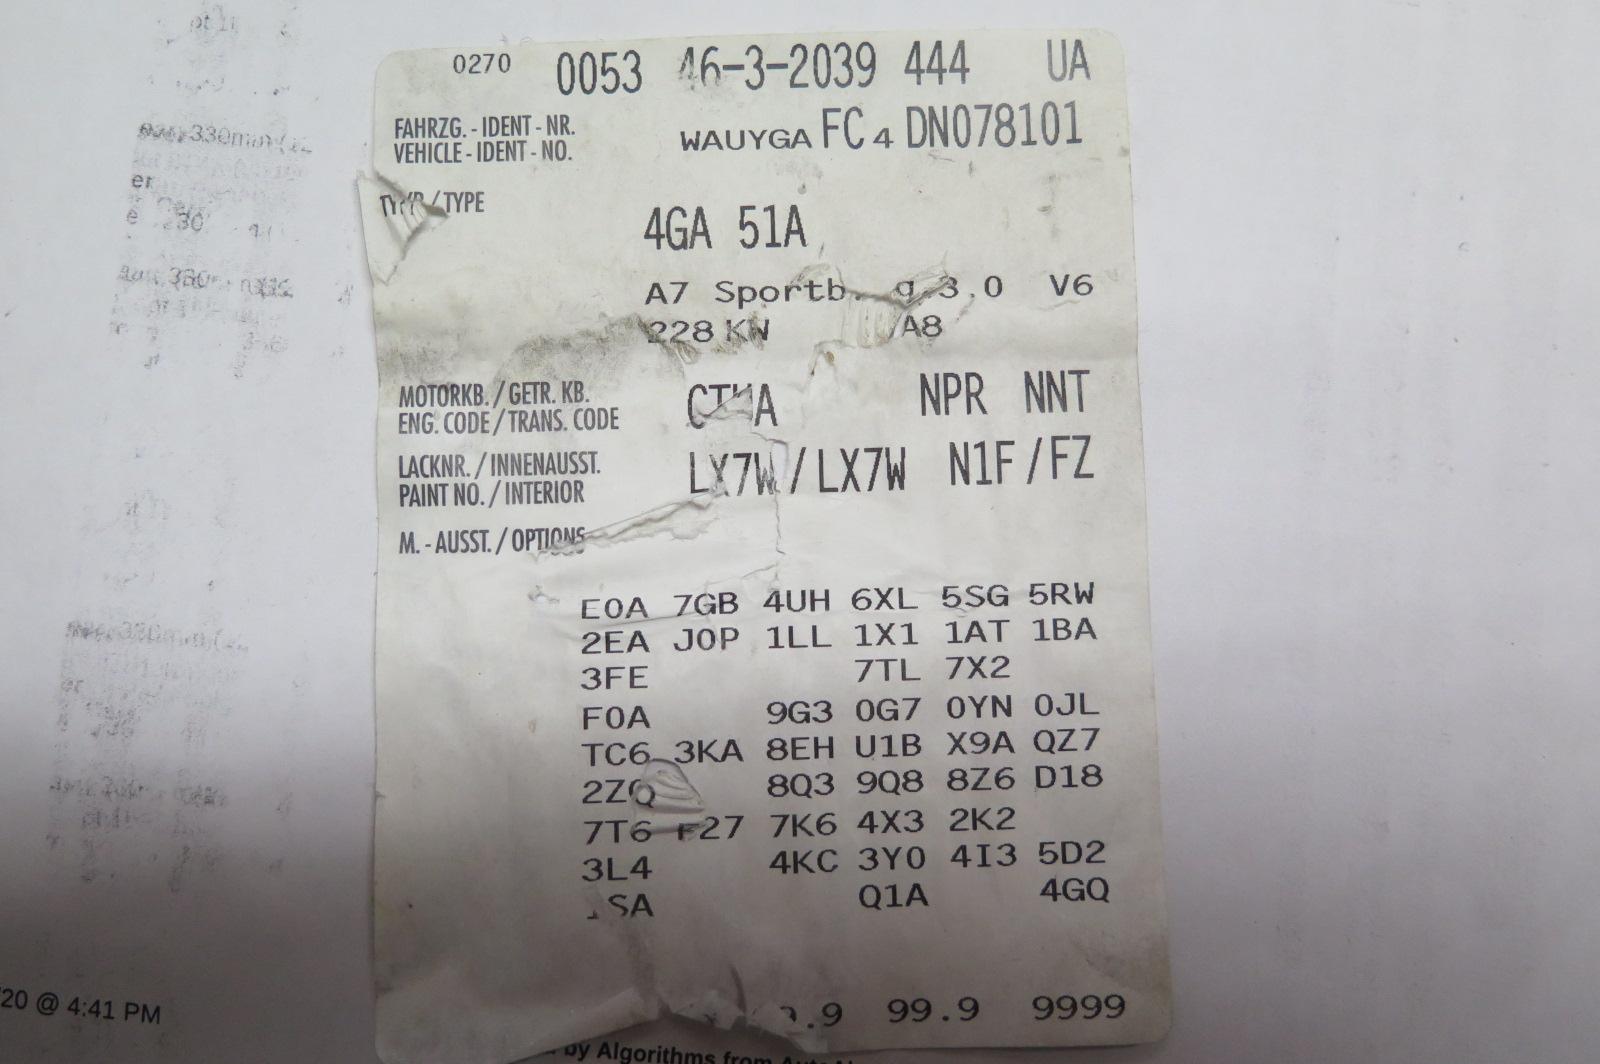 0270 0053 46-3-2039 444 UA
FAHRZG. - IDENT - NR.
VEHICLE - IDENT - NO.
WAUYGA FC 4 DN078101
TYP / TYPE
4GA 51A
A7 Sportb. q.3.0 V6
228 KW A8
MOTORKB. / GETR. KB.
ENG. CODE / TRANS. CODE
NPR NNT
LACKNR. / INNENAUSST.
PAINT NO. / INTERIOR
LX7W / LX7W N1F / FZ
M. - AUSST. / OPTIONS
E0A 7GB 4UH 6XL 5SG 5RW
2EA J0P 1LL 1X1 1AT 1BA
3FE 7TL 7X2
F0A 9G3 0G7 0YN 0JL
TC6 3KA 8EH U1B X9A QZ7
2ZQ 8Q3 9Q8 8Z6 D18
7T6 F27 7K6 4X3 2K2
3L4 4KC 3Y0 4I3 5D2
Q1A 4GQ
99.9 9999
20 @ 4:41 PM
by Algorithms from